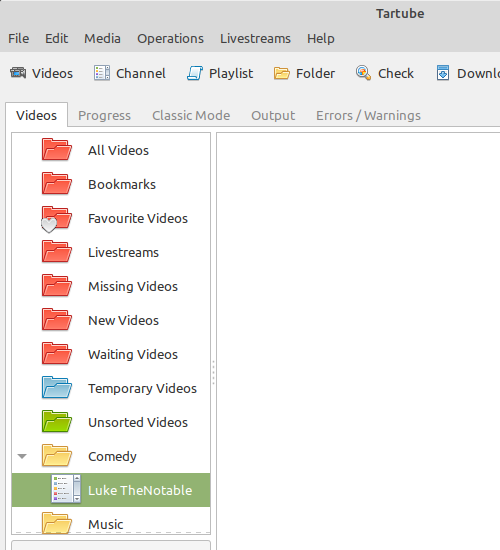 Tartube
File Edit Media Operations Livestreams Help
Videos Channel Playlist Folder Check Downlo
Videos Progress Classic Mode Output Errors / Warnings
All Videos
Bookmarks
Favourite Videos
Livestreams
Missing Videos
New Videos
Waiting Videos
Temporary Videos
Unsorted Videos
Comedy
Luke TheNotable
Music